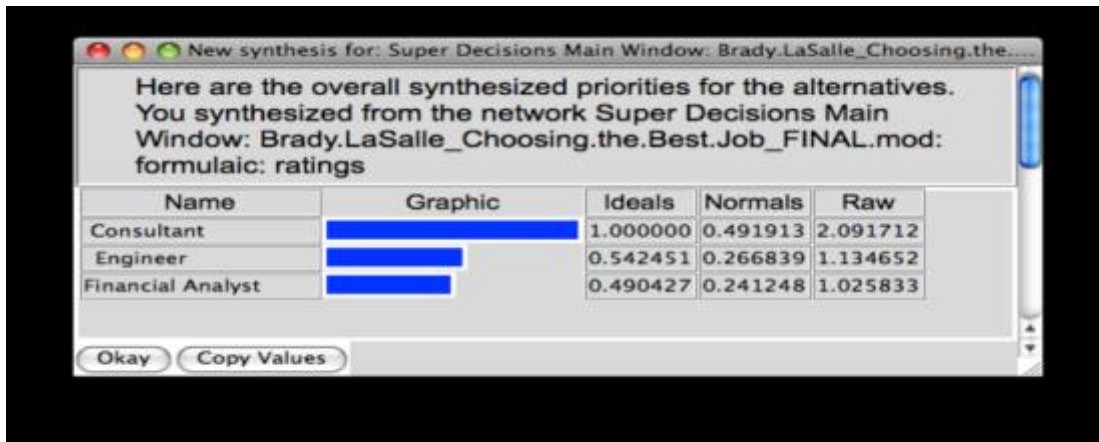 New synthesis for: Super Decisions Main Window: Brady.LaSalle_Choosing.the....
Here are the overall synthesized priorities for the alternatives.
You synthesized from the network Super Decisions Main
Window: Brady.LaSalle_Choosing.the.Best.Job_FINAL.mod:
formulaic: ratings
Name Graphic Ideals Normals Raw
Consultant 1.000000 0.491913 2.091712
Engineer 0.542451 0.266839 1.134652
Financial Analyst 0.490427 0.241248 1.025833
Okay Copy Values